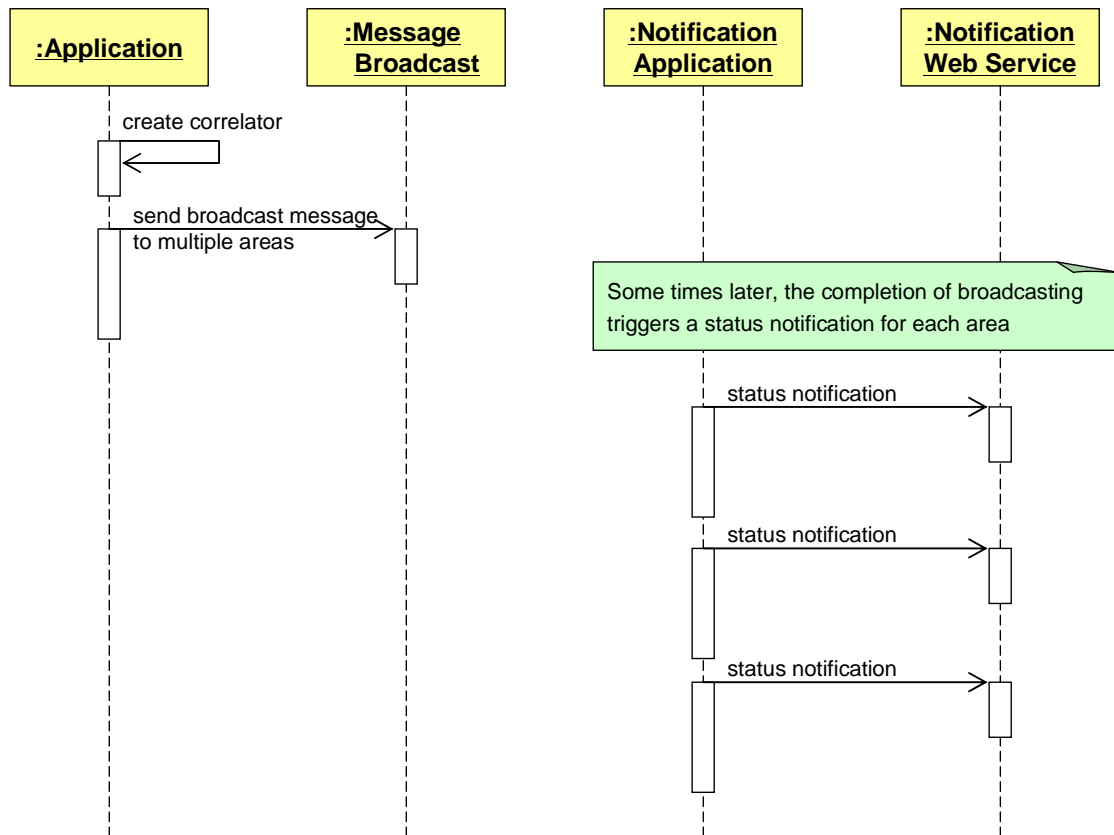 :Application
:Message
Broadcast
:Notification
Application
:Notification
Web Service
create correlator
send broadcast message
to multiple areas
Some times later, the completion of broadcasting
triggers a status notification for each area
status notification
status notification
status notification